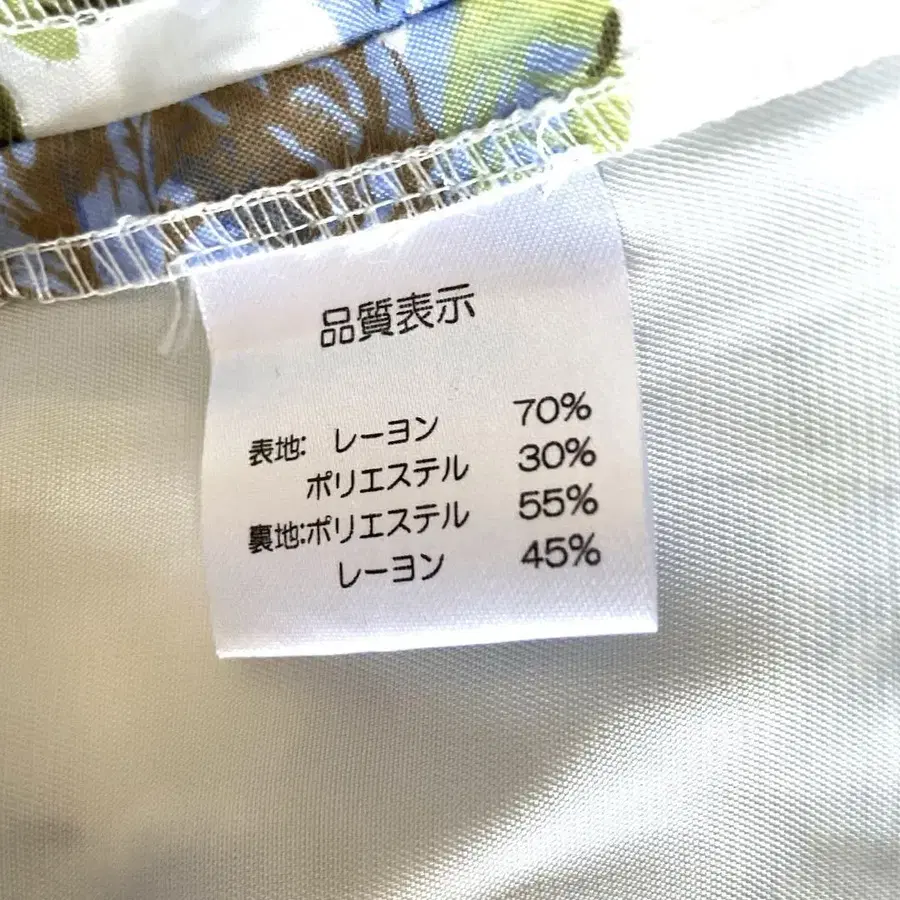 品質表示
表地: レーヨン 70%
ポリエステル 30%
裏地:ポリエステル 55%
レーヨン 45%